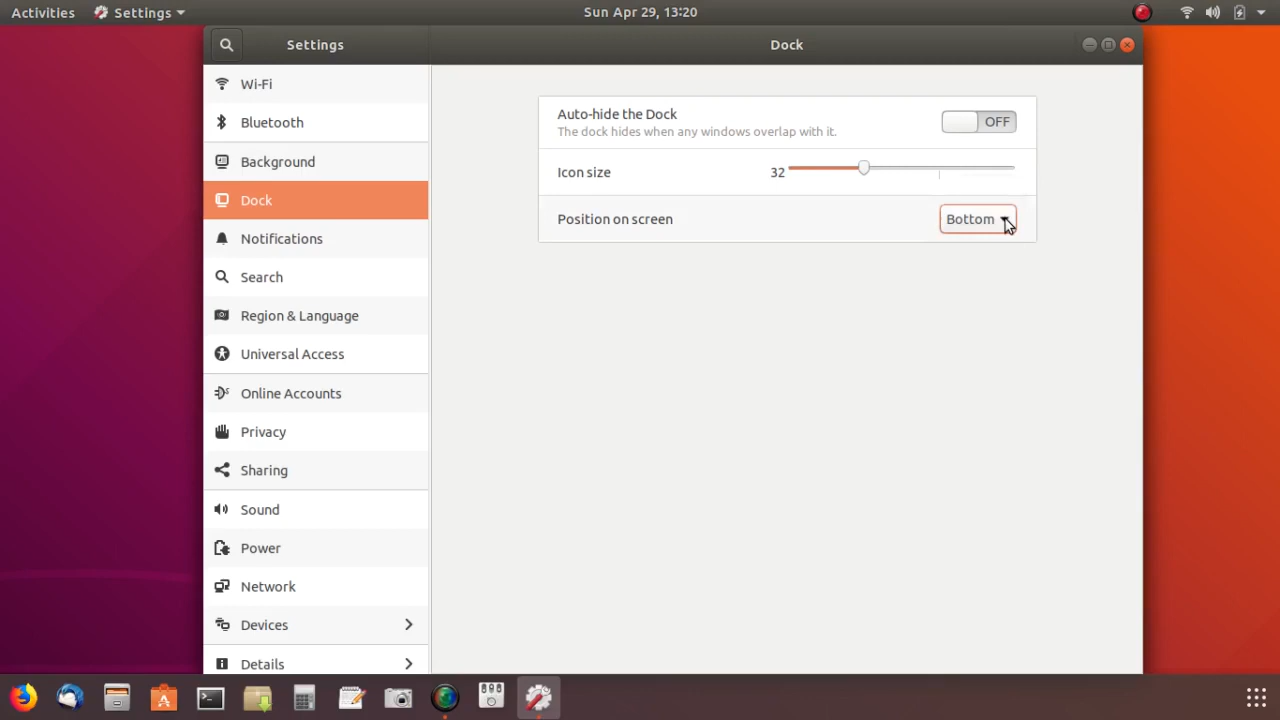 Activities Settings Sun Apr 29, 13:20
Settings Dock
Wi-Fi
Bluetooth
Background
Dock
Notifications
Search
Region & Language
Universal Access
Online Accounts
Privacy
Sharing
Sound
Power
Network
Devices
Details
Auto-hide the Dock OFF
The dock hides when any windows overlap with it.
Icon size 32
Position on screen Bottom